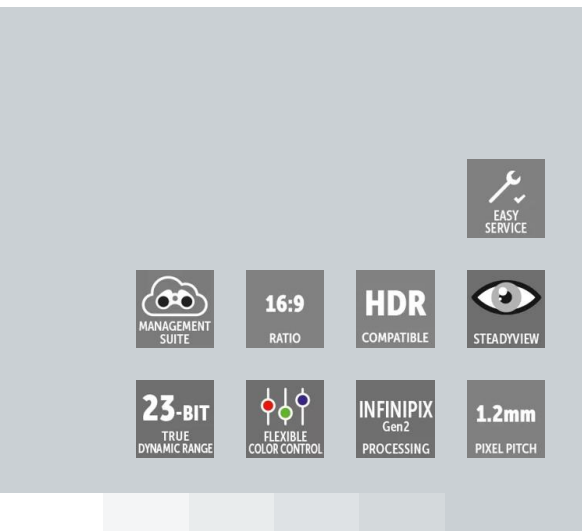 EASY
SERVICE
MANAGEMENT
SUITE
16:9
RATIO
HDR
COMPATIBLE
STEADYVIEW
23-BIT
TRUE
DYNAMIC RANGE
FLEXIBLE
COLOR CONTROL
INFINIPIX
Gen2
PROCESSING
1.2mm
PIXEL PITCH